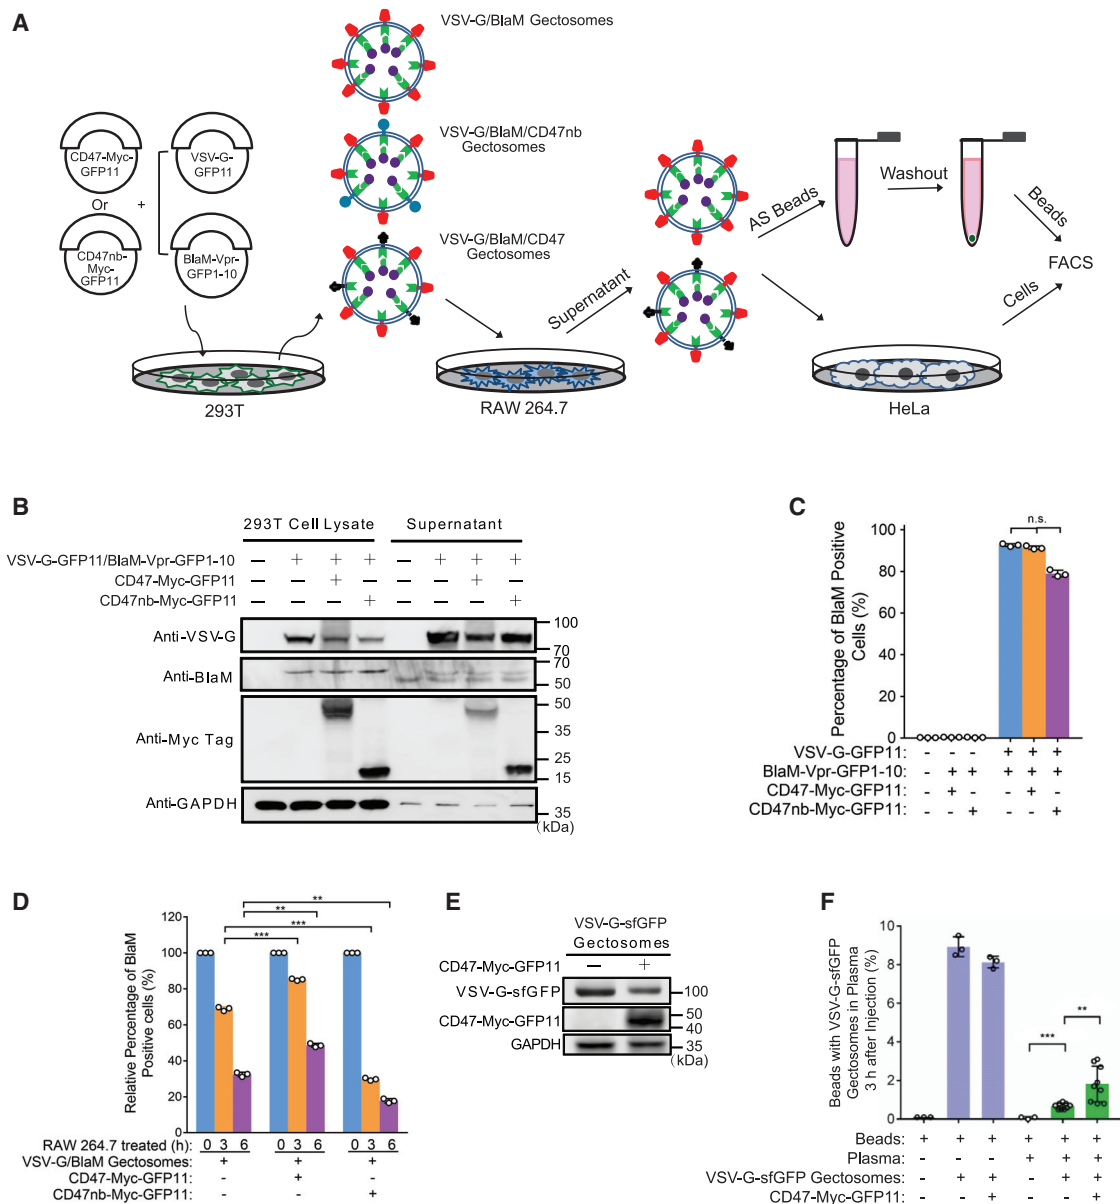 A
VSV-G/BlaM Gectosomes
CD47-Myc-
GFP11
VSV-G-
GFP11
Or
+
CD47nb-
Myc-
GFP11
BlaM-Vpr-
GFP1-10
VSV-G/BlaM/CD47nb
Gectosomes
VSV-G/BlaM/CD47
Gectosomes
Supernatant
AS Beads
Washout
Beads
FACS
Cells
293T
RAW 264.7
HeLa
B
293T Cell Lysate Supernatant
VSV-G-GFP11/BlaM-Vpr-GFP1-10 — + + + — + + +
CD47-Myc-GFP11 — — + — — — + —
CD47nb-Myc-GFP11 — — — + — — — +
Anti-VSV-G
100
70
Anti-BlaM
70
50
Anti-Myc Tag
50
35
25
15
Anti-GAPDH
35
(kDa)
C
Percentage of BlaM Positive
Cells (%)
100
80
60
40
20
0
n.s.
VSV-G-GFP11: - - - + + +
BlaM-Vpr-GFP1-10: - + + + + +
CD47-Myc-GFP11: - + - - + -
CD47nb-Myc-GFP11: - - + - - +
D
Relative Percentage of BlaM
Positive cells (%)
120
100
80
60
40
20
**
**
***
***
RAW 264.7 treated (h): 0 3 6 0 3 6 0 3 6
VSV-G/BlaM Gectosomes: + + +
CD47-Myc-GFP11: - + -
CD47nb-Myc-GFP11: - - +
E
VSV-G-sfGFP
Gectosomes
CD47-Myc-GFP11 — +
VSV-G-sfGFP 100
CD47-Myc-GFP11 50
40
GAPDH 35
(kDa)
F
Beads with VSV-G-sfGFP
Gectosomes in Plasma
3 h after Injection (%)
10
8
6
4
2
0
***
**
Beads: + + + + + +
Plasma: - - - + + +
VSV-G-sfGFP Gectosomes: - + + - + +
CD47-Myc-GFP11: - - + - - +